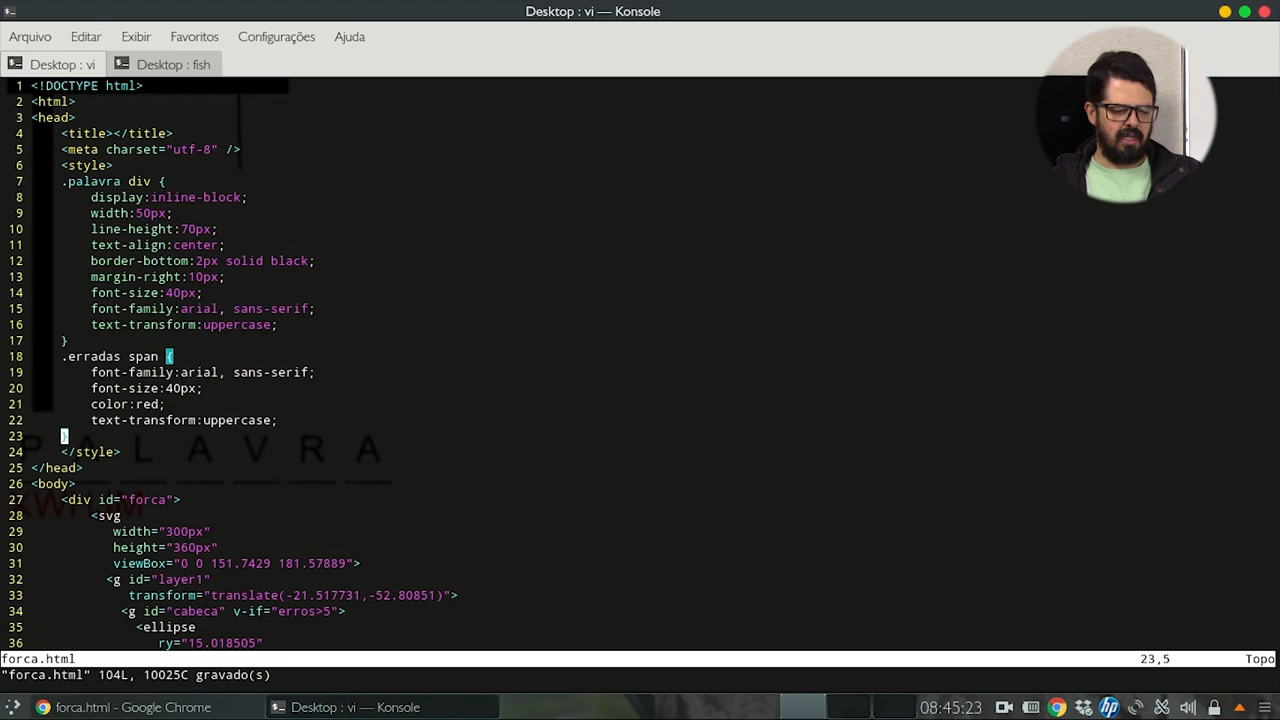 Desktop : vi — Konsole
Arquivo Editar Exibir Favoritos Configurações Ajuda
Desktop : vi Desktop : fish
1 <!DOCTYPE html>
2 <html>
3 <head>
4 <title></title>
5 <meta charset="utf-8" />
6 <style>
7 .palavra div {
8 display:inline-block;
9 width:50px;
10 line-height:70px;
11 text-align:center;
12 border-bottom:2px solid black;
13 margin-right:10px;
14 font-size:40px;
15 font-family:arial, sans-serif;
16 text-transform:uppercase;
17 }
18 .erradas span {
19 font-family:arial, sans-serif;
20 font-size:40px;
21 color:red;
22 text-transform:uppercase;
23 }
PALAVRA
24 </style>
25 </head>
26 <body>
27 <div id="forca">
28 <svg
29 width="300px"
30 height="360px"
31 viewBox="0 0 151.7429 181.57889">
32 <g id="layer1"
33 transform="translate(-21.517731,-52.80851)">
34 <g id="cabeca" v-if="erros>5">
35 <ellipse
36 ry="15.018505"
forca.html 23,5 Topo
"forca.html" 104L, 10025C gravado(s)
forca.html - Google Chrome Desktop : vi — Konsole 08:45:23